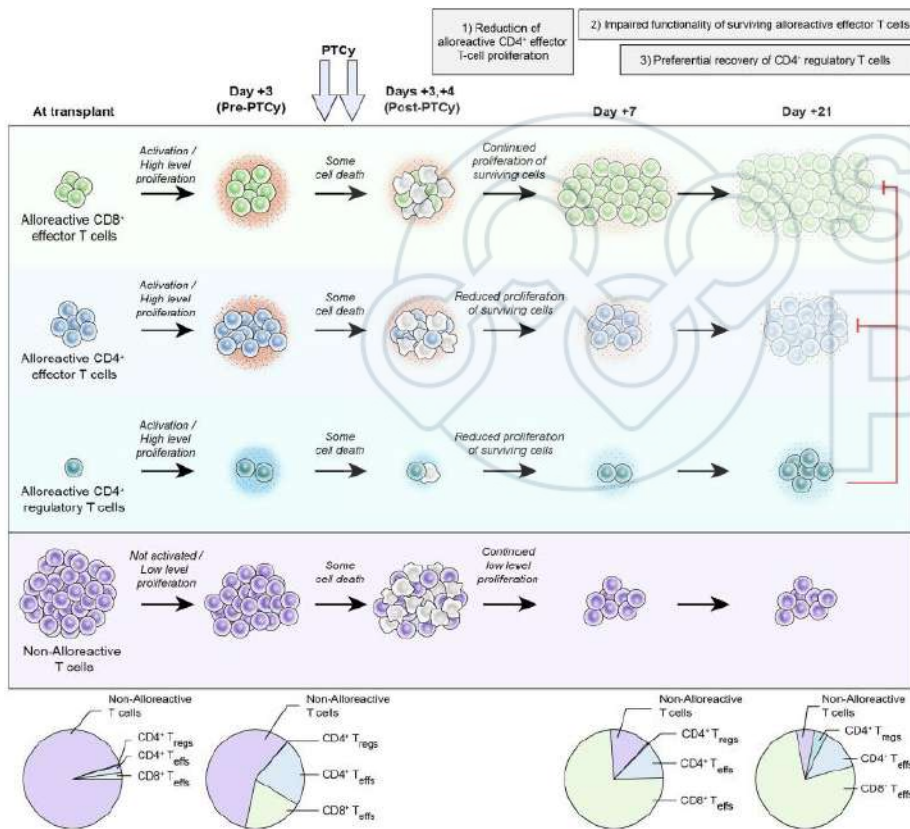 1) Reduction of
alloreactive CD4⁺ effector
T-cell proliferation
2) Impaired functionality of surviving alloreactive effector T cells
3) Preferential recovery of CD4⁺ regulatory T cells
PTCy
At transplant
Day +3
(Pre-PTCy)
Days +3,+4
(Post-PTCy)
Day +7
Day +21
Alloreactive CD8⁺
effector T cells
Activation /
High level
proliferation
Some
cell death
Continued
proliferation of
surviving cells
Alloreactive CD4⁺
effector T cells
Activation /
High level
proliferation
Some
cell death
Reduced proliferation
of surviving cells
Alloreactive CD4⁺
regulatory T cells
Activation /
High level
proliferation
Some
cell death
Reduced proliferation
of surviving cells
Non-Alloreactive
T cells
Not activated /
Low level
proliferation
Some
cell death
Continued
low level
proliferation
Non-Alloreactive
T cells
CD4⁺ Tregs
CD4⁺ Teffs
CD8⁺ Teffs
Non-Alloreactive
T cells
CD4⁺ Tregs
CD4⁺ Teffs
CD8⁺ Teffs
Non-Alloreactive
T cells
CD4⁺ Tregs
CD4⁺ Teffs
CD8⁺ Teffs
Non-Alloreactive
T cells
CD4⁺
Tregs
CD4⁺ Teffs
CD8⁺ Teffs
S
P